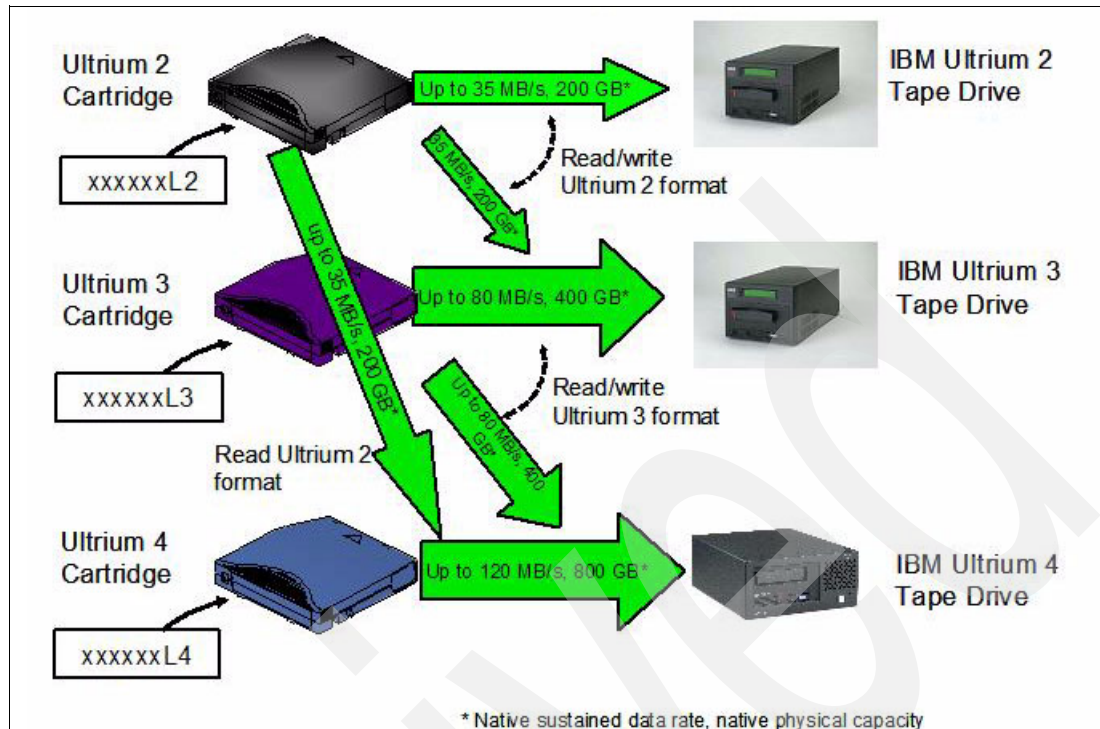 Ultrium 2
Cartridge
xxxxxxL2
Up to 35 MB/s, 200 GB*
IBM Ultrium 2
Tape Drive
35 MB/s, 200 GB*
Read/write
Ultrium 2 format
up to 35 MB/s, 200 GB*
Ultrium 3
Cartridge
xxxxxxL3
Up to 80 MB/s, 400 GB*
IBM Ultrium 3
Tape Drive
Up to 80 MB/s, 400
GB*
Read/write
Ultrium 3 format
Read Ultrium 2
format
Ultrium 4
Cartridge
xxxxxxL4
Up to 120 MB/s, 800 GB*
IBM Ultrium 4
Tape Drive
* Native sustained data rate, native physical capacity